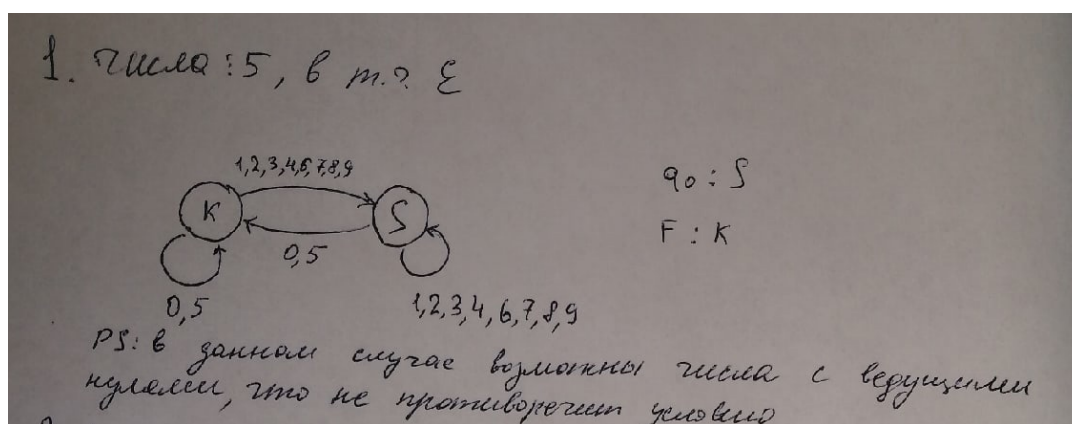 1. Числа ⋮5, в т.ч. ε
1,2,3,4,6,7,8,9
K
S
0,5
0,5
1,2,3,4,6,7,8,9
q0 : S
F : K
PS: в данном случае возможны числа с ведущими
нулями, что не противоречит условию